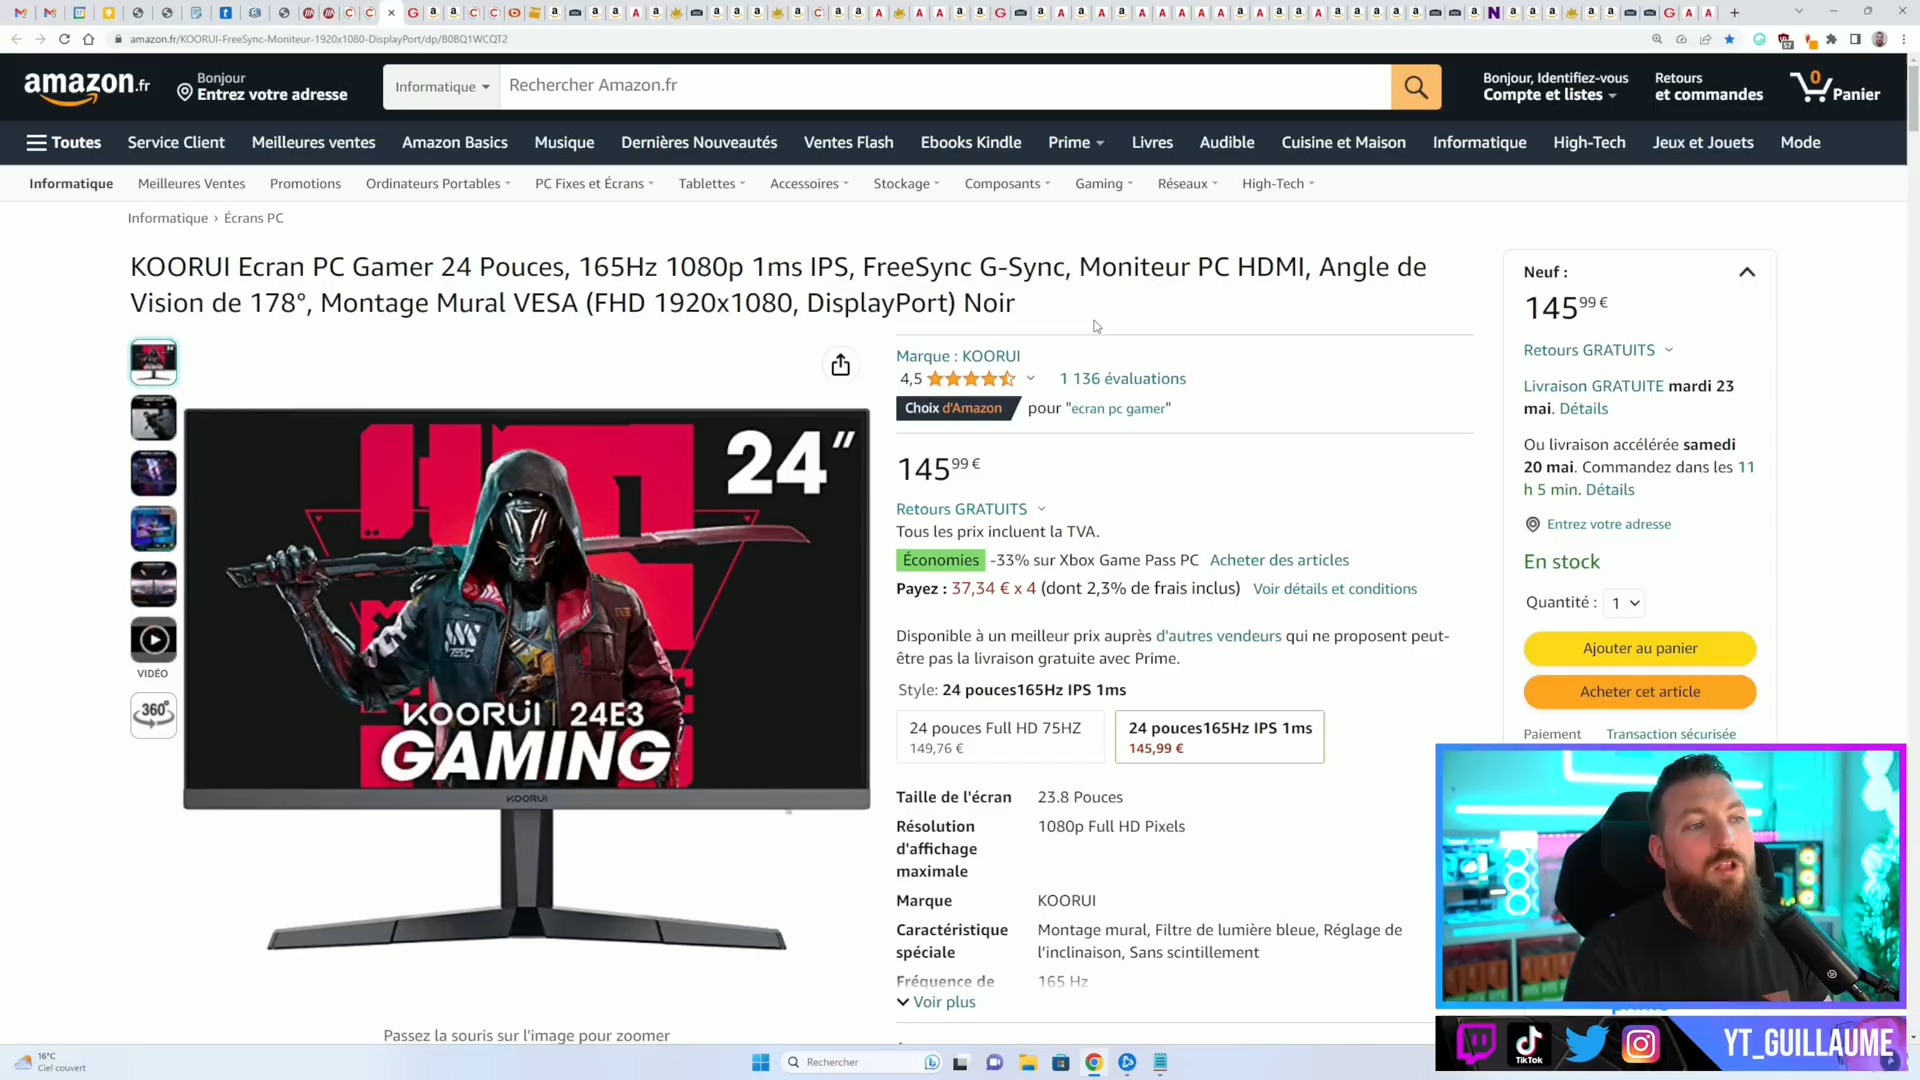 amazon.fr/KOORUI-FreeSync-Moniteur-1920x1080-DisplayPort/dp/B0BQ1WCQT2
amazon.fr
Bonjour
Entrez votre adresse
Informatique
Rechercher Amazon.fr
Bonjour, Identifiez-vous
Compte et listes
Retours
et commandes
0
Panier
Toutes
Service Client
Meilleures ventes
Amazon Basics
Musique
Dernières Nouveautés
Ventes Flash
Ebooks Kindle
Prime
Livres
Audible
Cuisine et Maison
Informatique
High-Tech
Jeux et Jouets
Mode
Informatique
Meilleures Ventes
Promotions
Ordinateurs Portables
PC Fixes et Écrans
Tablettes
Accessoires
Stockage
Composants
Gaming
Réseaux
High-Tech
Informatique › Écrans PC
KOORUI Ecran PC Gamer 24 Pouces, 165Hz 1080p 1ms IPS, FreeSync G-Sync, Moniteur PC HDMI, Angle de
Vision de 178°, Montage Mural VESA (FHD 1920x1080, DisplayPort) Noir
VIDÉO
360°
24"
KOORUI 24E3
GAMING
KOORUI
Passez la souris sur l'image pour zoomer
Marque : KOORUI
4,5
1 136 évaluations
Choix d'Amazon pour "ecran pc gamer"
145 99 €
Retours GRATUITS
Tous les prix incluent la TVA.
Économies -33% sur Xbox Game Pass PC Acheter des articles
Payez : 37,34 € x 4 (dont 2,3% de frais inclus) Voir détails et conditions
Disponible à un meilleur prix auprès d'autres vendeurs qui ne proposent peut-
être pas la livraison gratuite avec Prime.
Style: 24 pouces165Hz IPS 1ms
24 pouces Full HD 75HZ
149,76 €
24 pouces165Hz IPS 1ms
145,99 €
Taille de l'écran 23.8 Pouces
Résolution 1080p Full HD Pixels
d'affichage
maximale
Marque KOORUI
Caractéristique Montage mural, Filtre de lumière bleue, Réglage de
spéciale l'inclinaison, Sans scintillement
Fréquence de 165 Hz
Voir plus
Neuf :
145 99 €
Retours GRATUITS
Livraison GRATUITE mardi 23
mai. Détails
Ou livraison accélérée samedi
20 mai. Commandez dans les 11
h 5 min. Détails
Entrez votre adresse
En stock
Quantité : 1
Ajouter au panier
Acheter cet article
Paiement Transaction sécurisée
TikTok
YT_GUILLAUME
16°C
Ciel couvert
Rechercher